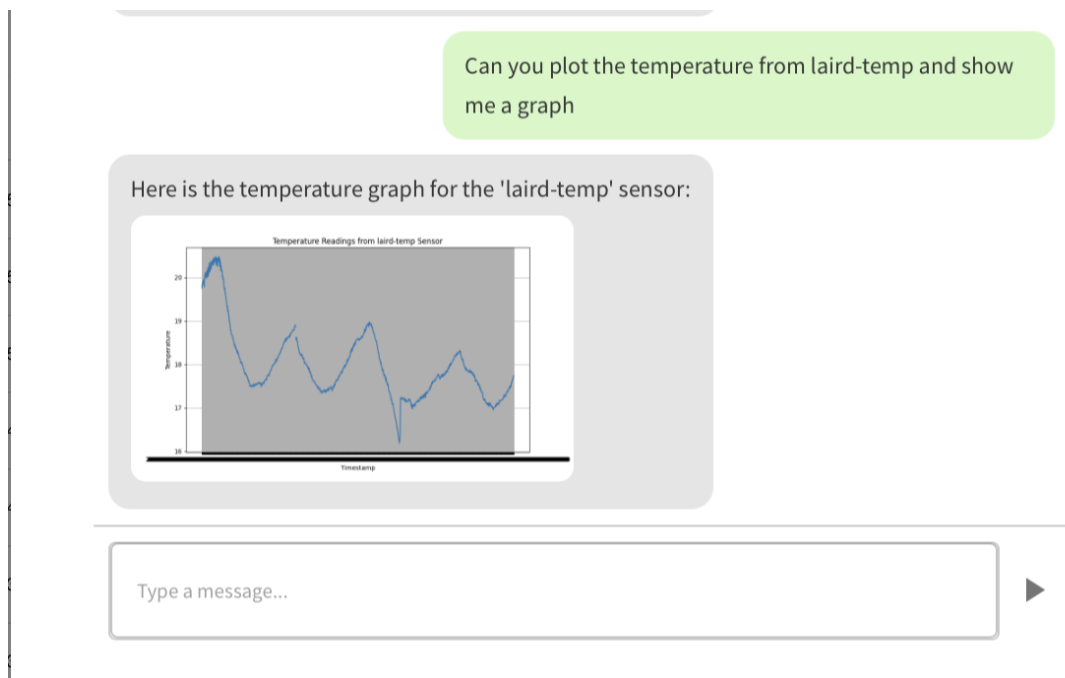 Can you plot the temperature from laird-temp and show
me a graph
Here is the temperature graph for the 'laird-temp' sensor:
Temperature Readings from laird-temp Sensor
20
19
18
17
16
Temperature
Timestamp
Type a message...